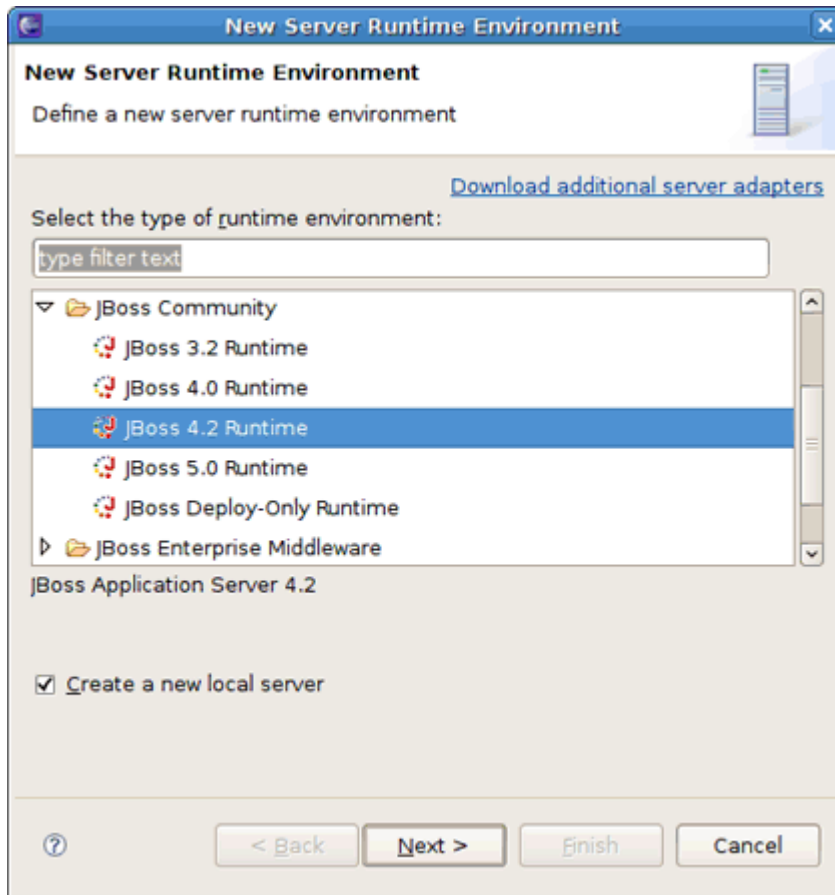 New Server Runtime Environment
New Server Runtime Environment
Define a new server runtime environment
Download additional server adapters
Select the type of runtime environment:
type filter text
JBoss Community
JBoss 3.2 Runtime
JBoss 4.0 Runtime
JBoss 4.2 Runtime
JBoss 5.0 Runtime
JBoss Deploy-Only Runtime
JBoss Enterprise Middleware
JBoss Application Server 4.2
Create a new local server
< Back Next > Finish Cancel